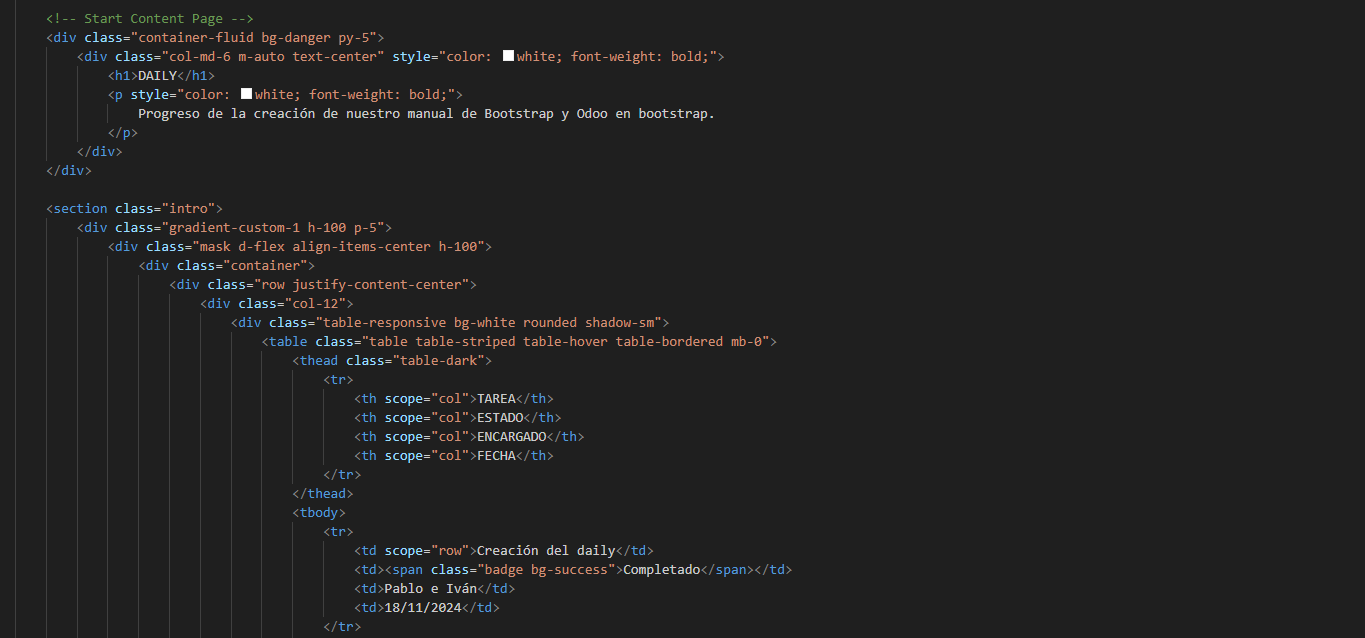 <!-- Start Content Page -->
<div class="container-fluid bg-danger py-5">
<div class="col-md-6 m-auto text-center" style="color: white; font-weight: bold;">
<h1>DAILY</h1>
<p style="color: white; font-weight: bold;">
Progreso de la creación de nuestro manual de Bootstrap y Odoo en bootstrap.
</p>
</div>
</div>
<section class="intro">
<div class="gradient-custom-1 h-100 p-5">
<div class="mask d-flex align-items-center h-100">
<div class="container">
<div class="row justify-content-center">
<div class="col-12">
<div class="table-responsive bg-white rounded shadow-sm">
<table class="table table-striped table-hover table-bordered mb-0">
<thead class="table-dark">
<tr>
<th scope="col">TAREA</th>
<th scope="col">ESTADO</th>
<th scope="col">ENCARGADO</th>
<th scope="col">FECHA</th>
</tr>
</thead>
<tbody>
<tr>
<td scope="row">Creación del daily</td>
<td><span class="badge bg-success">Completado</span></td>
<td>Pablo e Iván</td>
<td>18/11/2024</td>
</tr>